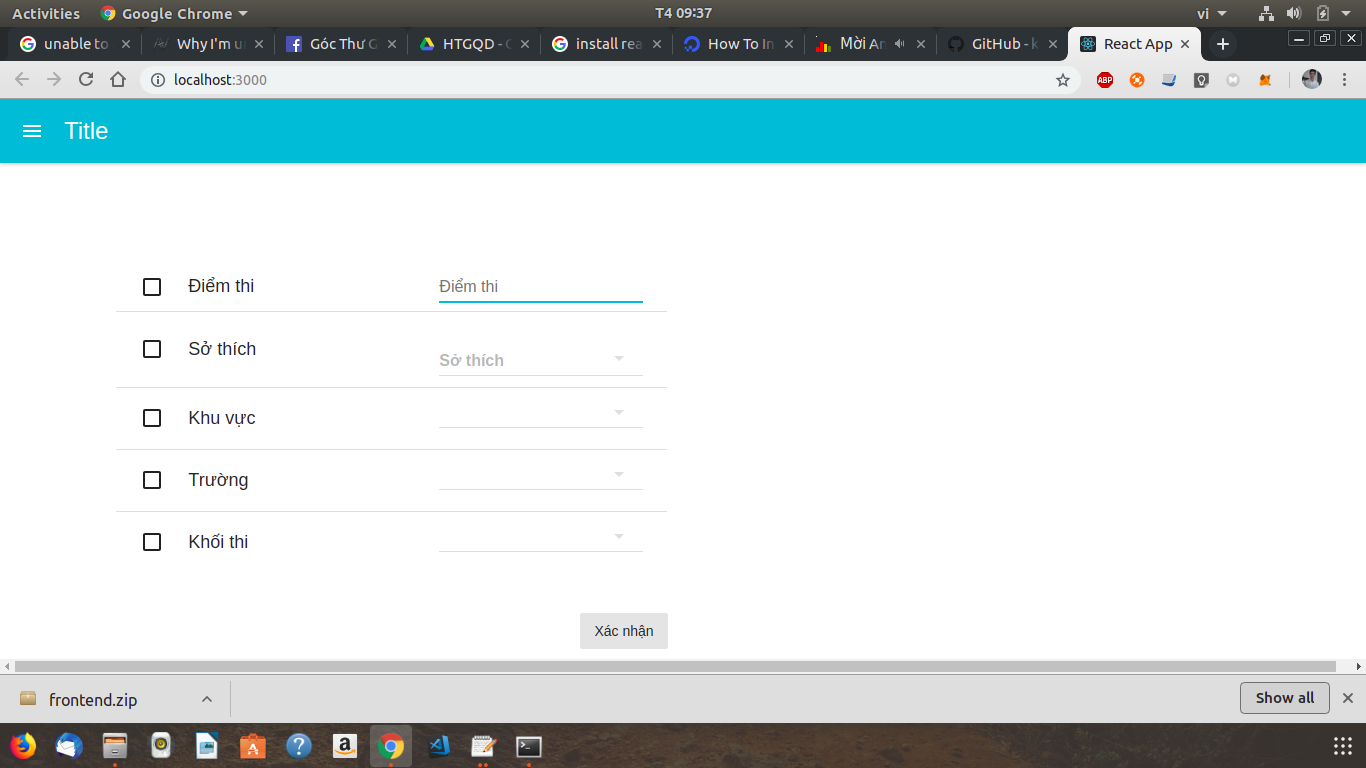 Activities Google Chrome T4 09:37 vi
unable to Why I'm u Góc Thư G HTGQD - install rea How To In Mời An GitHub - k React App
localhost:3000 ABP
Title
Điểm thi Điểm thi
Sở thích Sở thích
Khu vực
Trường
Khối thi
Xác nhận
frontend.zip Show all